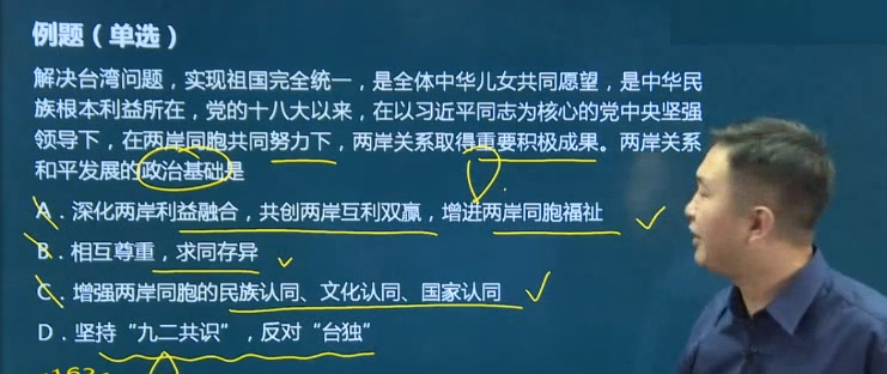 例题（单选）
解决台湾问题，实现祖国完全统一，是全体中华儿女共同愿望，是中华民
族根本利益所在，党的十八大以来，在以习近平同志为核心的党中央坚强
领导下，在两岸同胞共同努力下，两岸关系取得重要积极成果。两岸关系
和平发展的政治基础是
A．深化两岸利益融合，共创两岸互利双赢，增进两岸同胞福祉
B．相互尊重，求同存异
C．增强两岸同胞的民族认同、文化认同、国家认同
D．坚持“九二共识”，反对“台独”